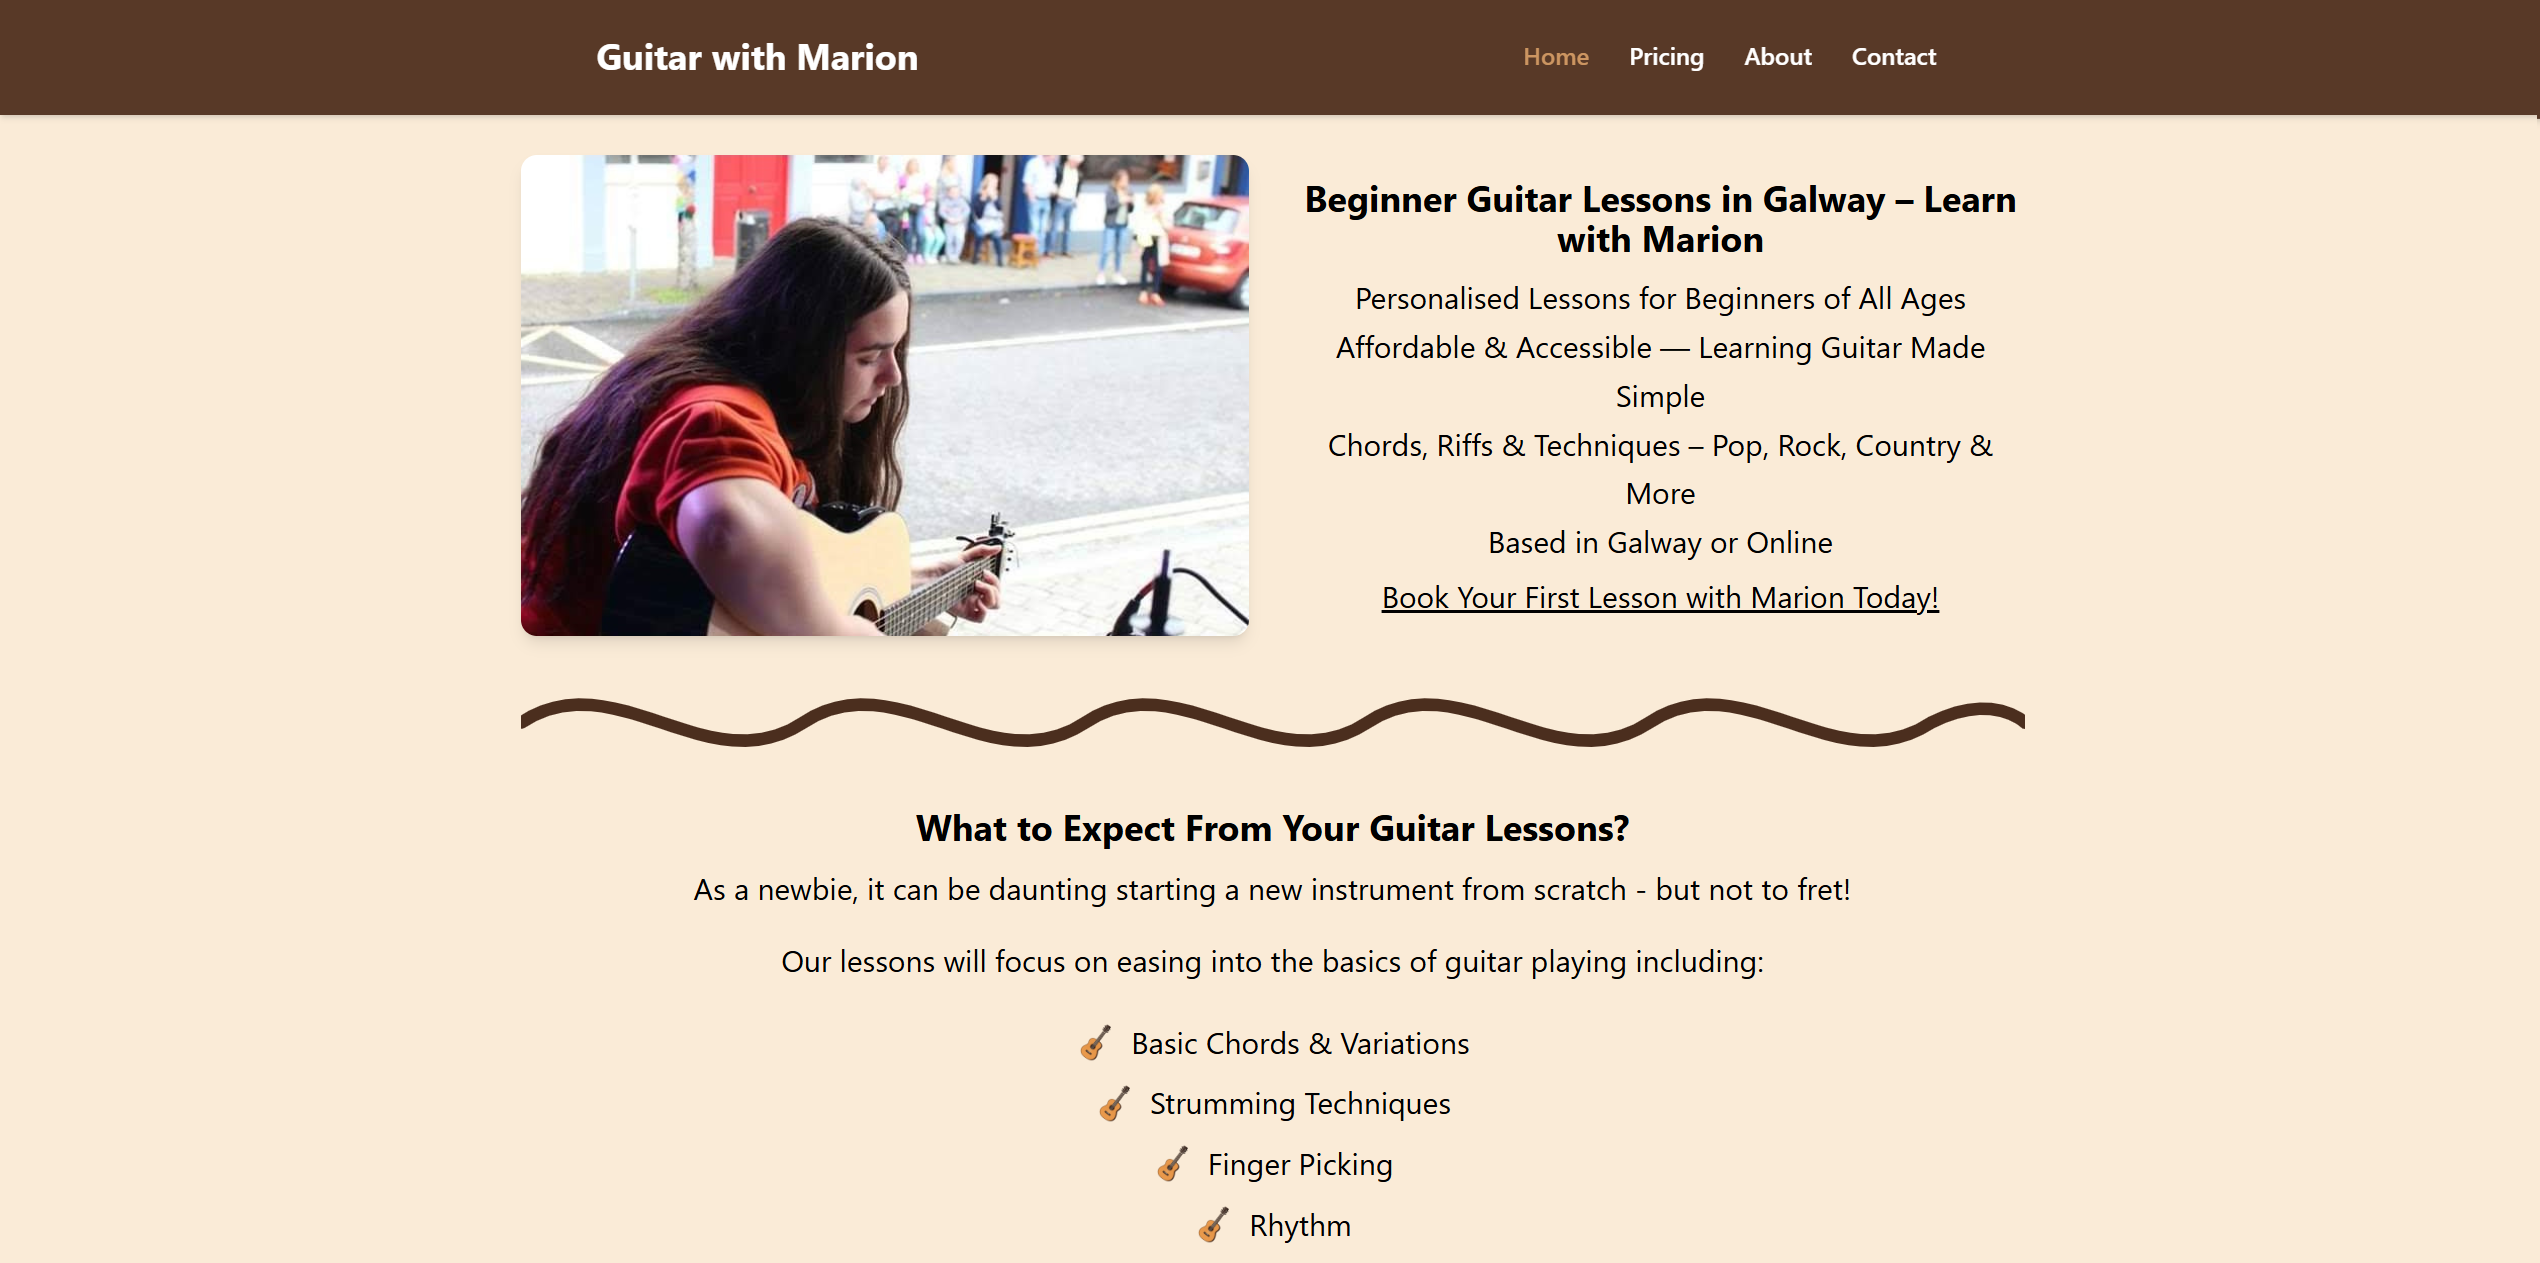 Guitar with Marion
Home Pricing About Contact
Beginner Guitar Lessons in Galway – Learn
with Marion
Personalised Lessons for Beginners of All Ages
Affordable & Accessible — Learning Guitar Made
Simple
Chords, Riffs & Techniques – Pop, Rock, Country &
More
Based in Galway or Online
Book Your First Lesson with Marion Today!
What to Expect From Your Guitar Lessons?
As a newbie, it can be daunting starting a new instrument from scratch - but not to fret!
Our lessons will focus on easing into the basics of guitar playing including:
Basic Chords & Variations
Strumming Techniques
Finger Picking
Rhythm